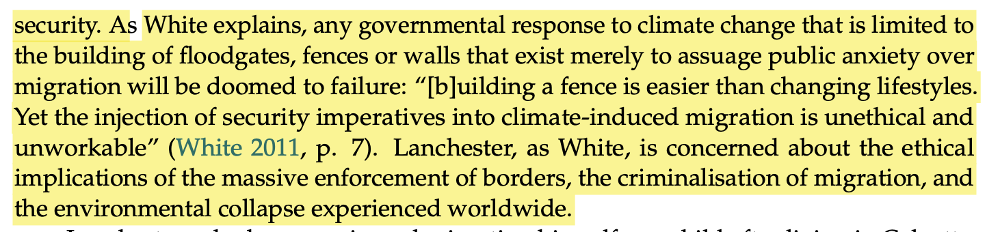 security. As White explains, any governmental response to climate change that is limited to
the building of floodgates, fences or walls that exist merely to assuage public anxiety over
migration will be doomed to failure: “[b]uilding a fence is easier than changing lifestyles.
Yet the injection of security imperatives into climate-induced migration is unethical and
unworkable” (White 2011, p. 7). Lanchester, as White, is concerned about the ethical
implications of the massive enforcement of borders, the criminalisation of migration, and
the environmental collapse experienced worldwide.